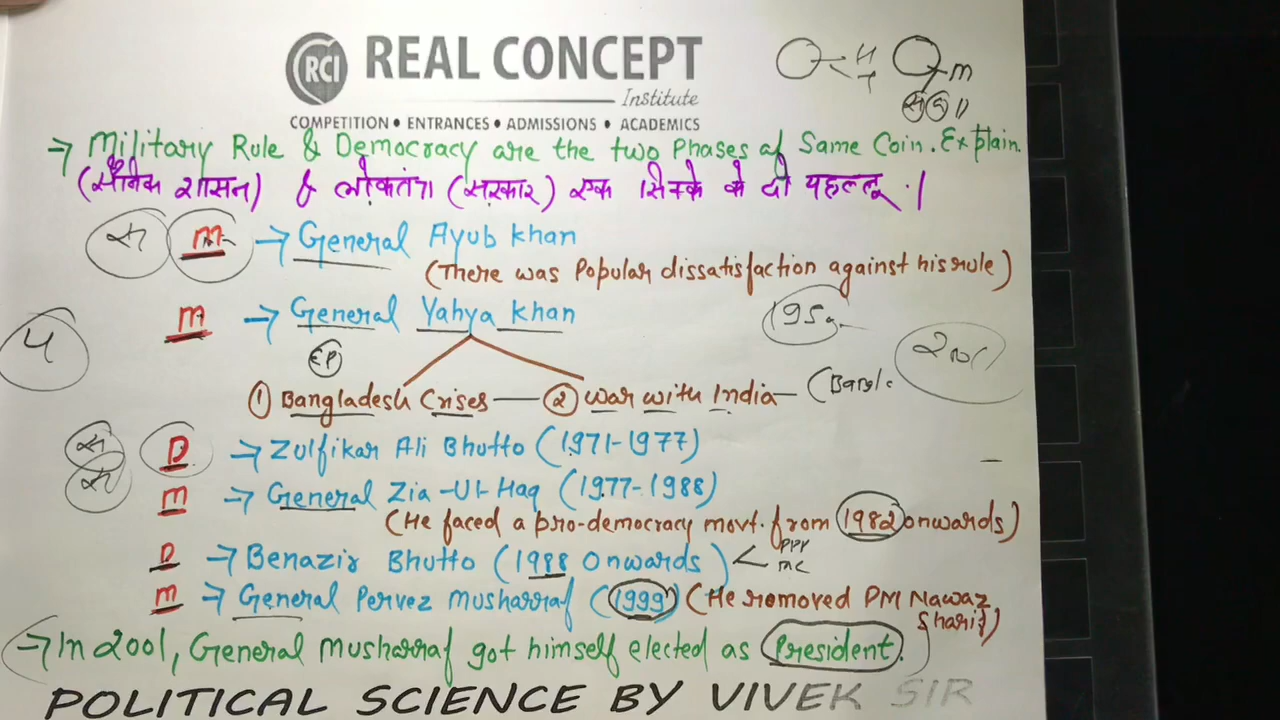 RCI REAL CONCEPT
Institute
COMPETITION • ENTRANCES • ADMISSIONS • ACADEMICS
H
T
m
→ Military Rule & Democracy are the two Phases of Same Coin. Explain.
(सैनिक शासन) & लोकतंत्र (सरकार) एक सिक्के के दो पहलू।
स m → General Ayub Khan
(There was Popular dissatisfaction against his rule)
m → General Yahya Khan
195
EP
① Bangladesh Crises — ② War with India — (Bangl
स D → Zulfikar Ali Bhutto (1971-1977)
m → General Zia-Ul-Haq (1977-1988)
(He faced a pro-democracy movt. from 1982 onwards)
D → Benazir Bhutto (1988 Onwards)
PPP
m → General Pervez Musharraf (1999) (He removed PM Nawaz
Sharif)
→ In 2001, General Musharraf got himself elected as President.
POLITICAL SCIENCE BY VIVEK SIR